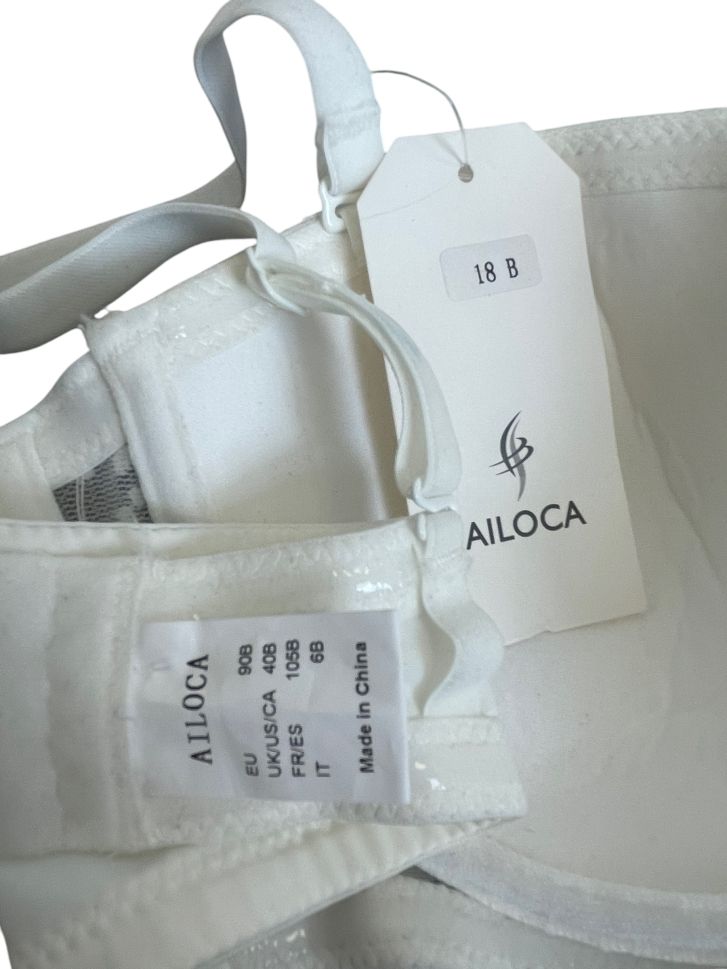 18 B
AILOCA
AILOCA
EU 90B
UK/US/CA 40B
FR/ES 105B
IT 6B
Made in China